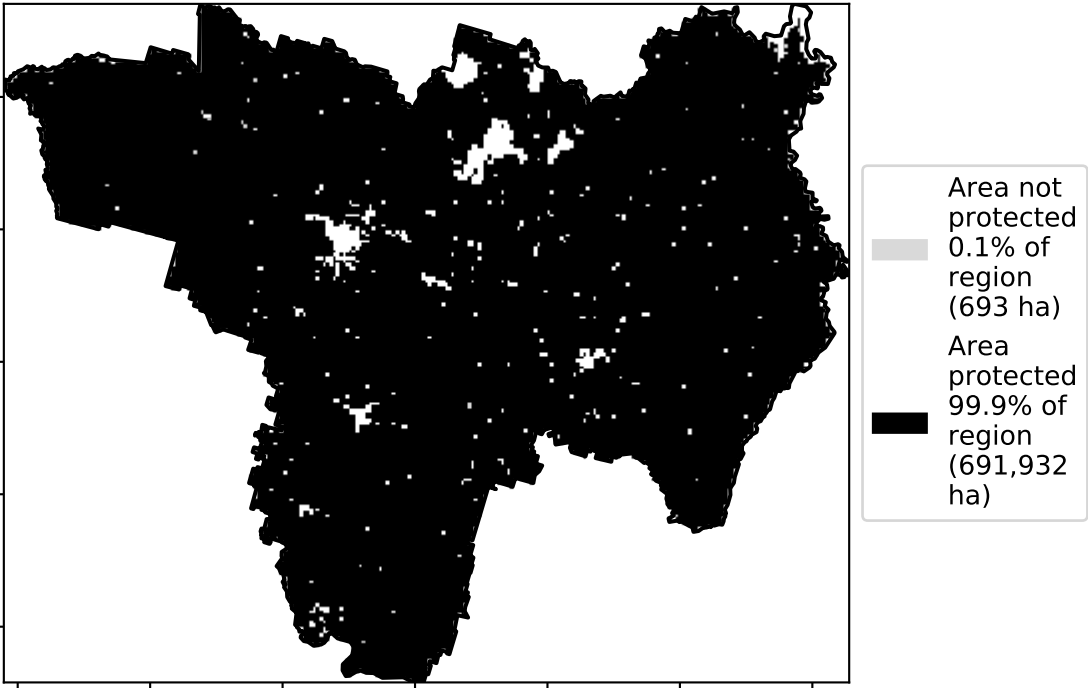 Area not
protected
0.1% of
region
(693 ha)
Area
protected
99.9% of
region
(691,932
ha)